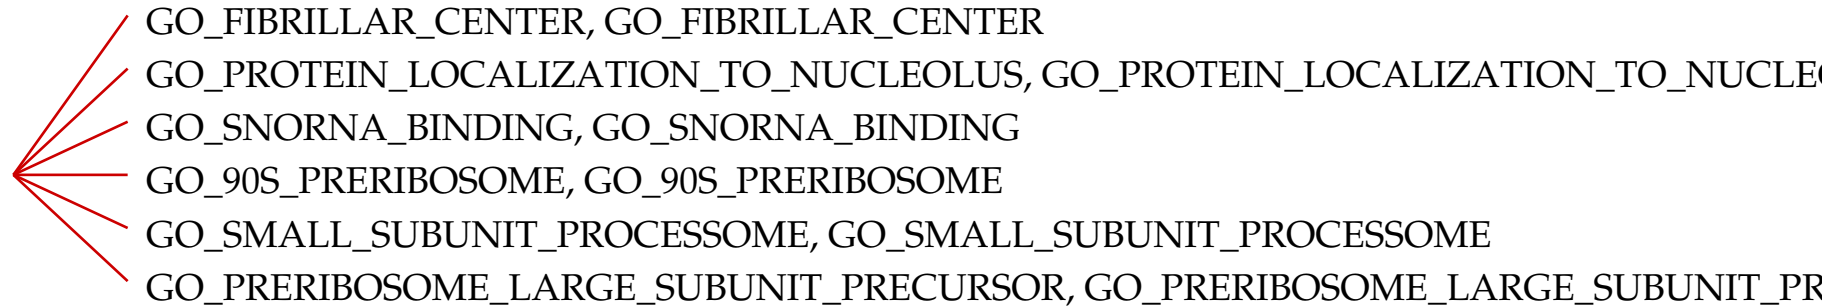 GO_FIBRILLAR_CENTER, GO_FIBRILLAR_CENTER
GO_PROTEIN_LOCALIZATION_TO_NUCLEOLUS, GO_PROTEIN_LOCALIZATION_TO_NUCLE
GO_SNORNA_BINDING, GO_SNORNA_BINDING
GO_90S_PRERIBOSOME, GO_90S_PRERIBOSOME
GO_SMALL_SUBUNIT_PROCESSOME, GO_SMALL_SUBUNIT_PROCESSOME
GO_PRERIBOSOME_LARGE_SUBUNIT_PRECURSOR, GO_PRERIBOSOME_LARGE_SUBUNIT_PR